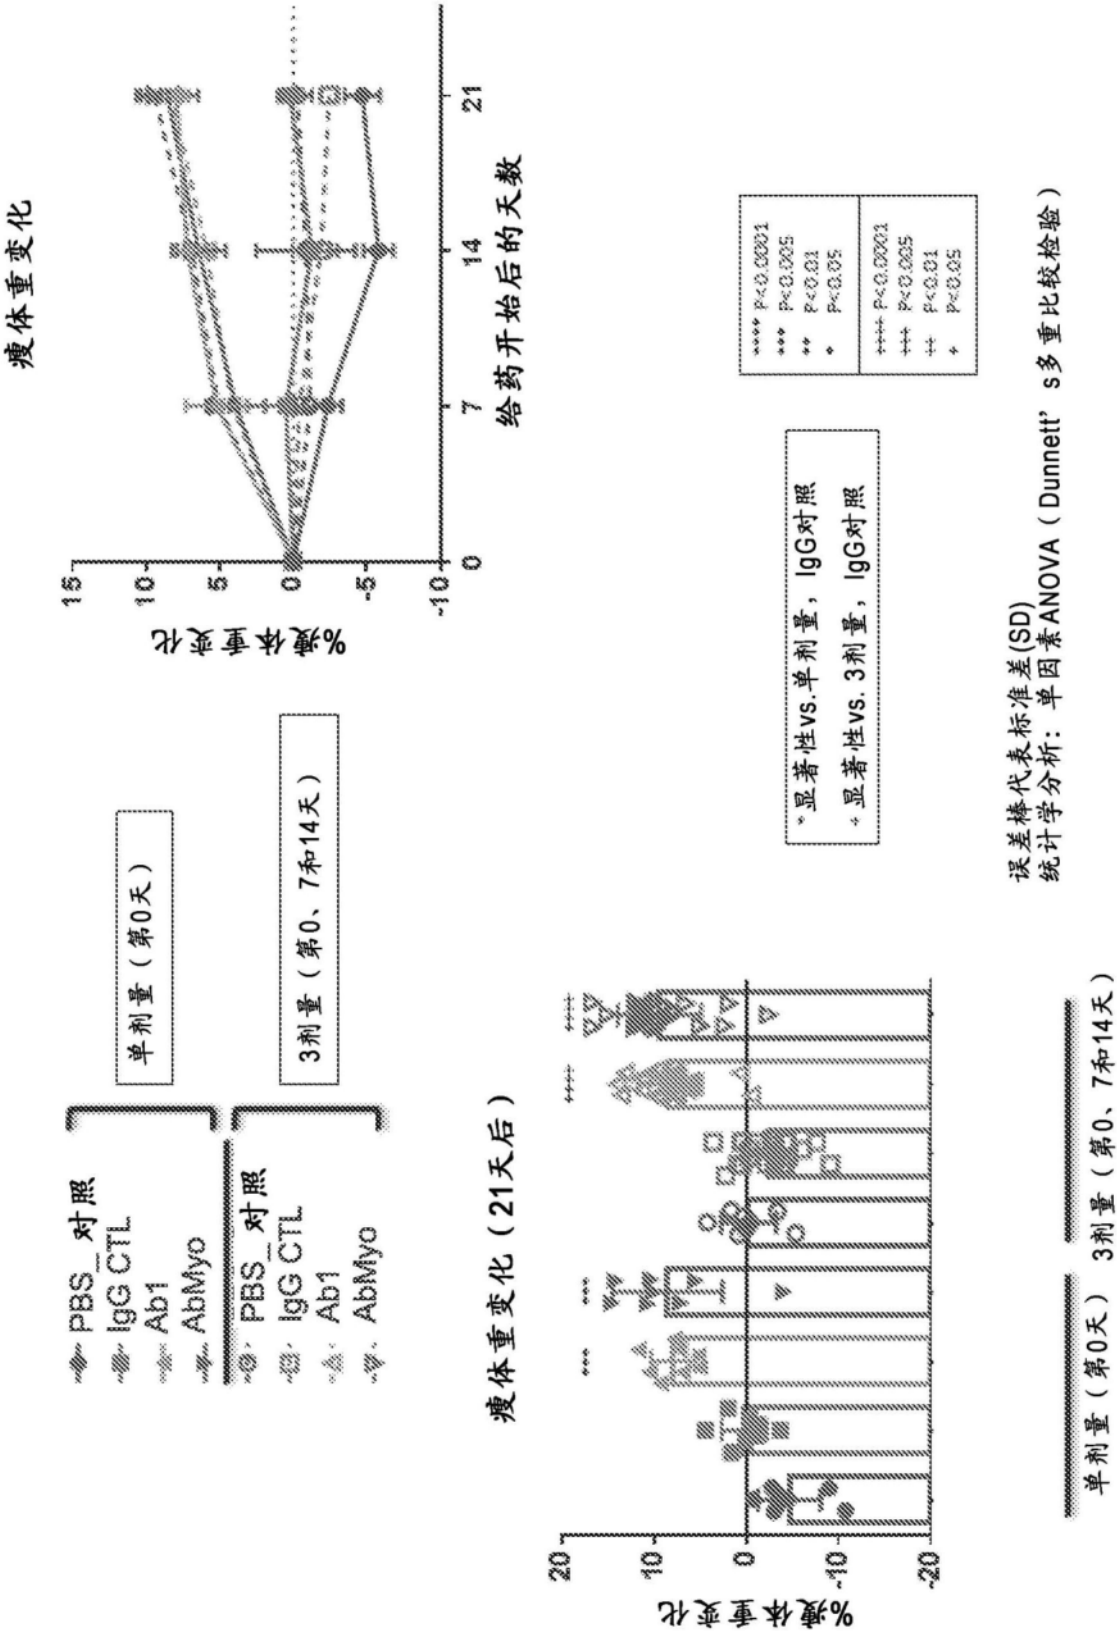 PBS_对照
IgG CTL
Ab1
AbMyo
PBS_对照
IgG CTL
Ab1
AbMyo
单剂量（第0天）
3剂量（第0、7和14天）
瘦体重变化
%瘦体重变化
15
10
5
0
-5
-10
0
7
14
21
给药开始后的天数
瘦体重变化（21天后）
%瘦体重变化
20
10
0
-10
-20
***
***
++++
++++
单剂量（第0天）
3剂量（第0、7和14天）
*显著性vs.单剂量，IgG对照
+显著性vs. 3剂量，IgG对照
**** P<0.0001
*** P<0.005
** P<0.01
* P<0.05
++++ P<0.0001
+++ P<0.005
++ P<0.01
+ P<0.05
误差棒代表标准差(SD)
统计学分析：单因素ANOVA（Dunnett’ s多重比较检验）